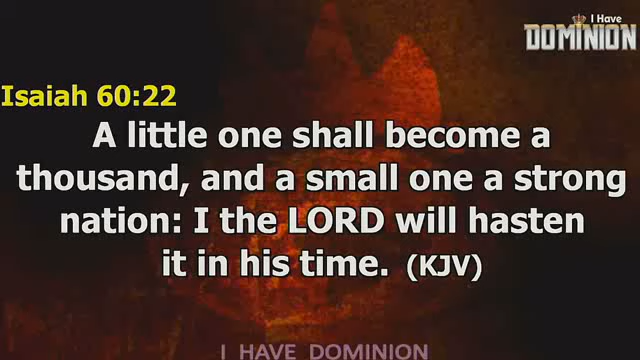 I Have
DOMINION
Isaiah 60:22
A little one shall become a
thousand, and a small one a strong
nation: I the LORD will hasten
it in his time. (KJV)
I HAVE DOMINION